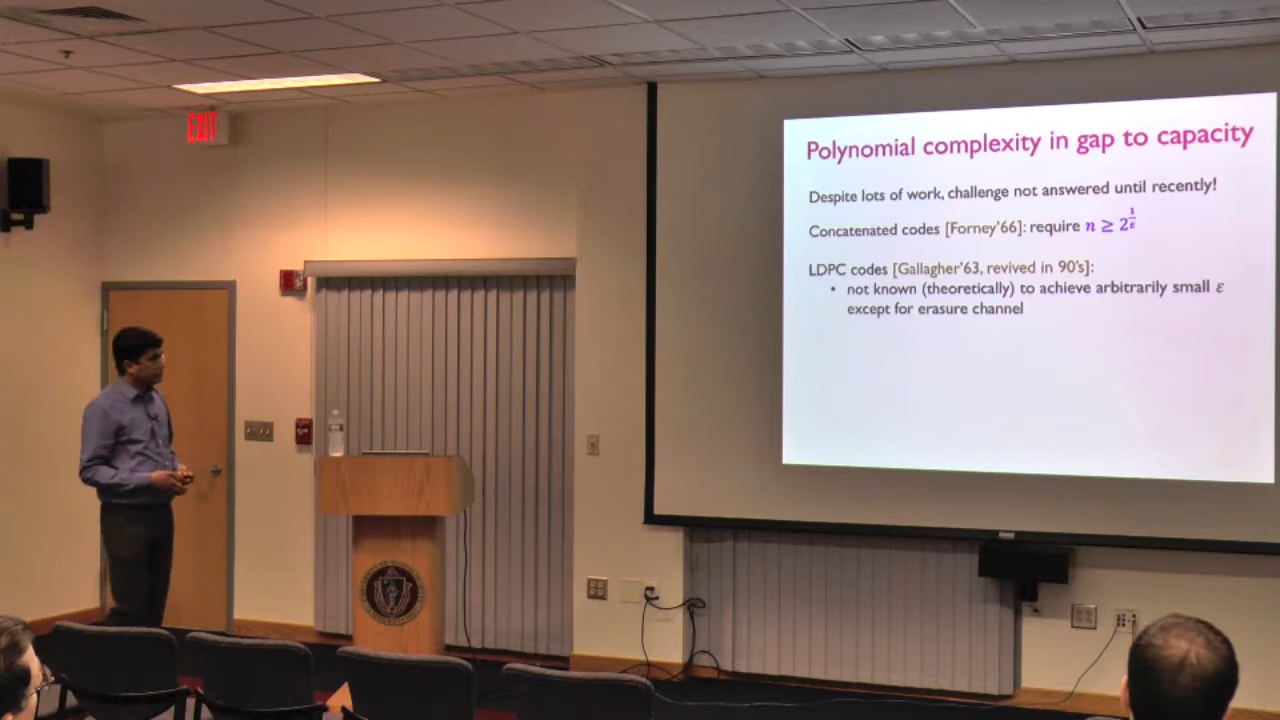 EXIT
Polynomial complexity in gap to capacity
Despite lots of work, challenge not answered until recently!
Concatenated codes [Forney'66]: require n ≥ 2^(1/ε)
LDPC codes [Gallagher'63, revived in 90's]:
• not known (theoretically) to achieve arbitrarily small ε
except for erasure channel